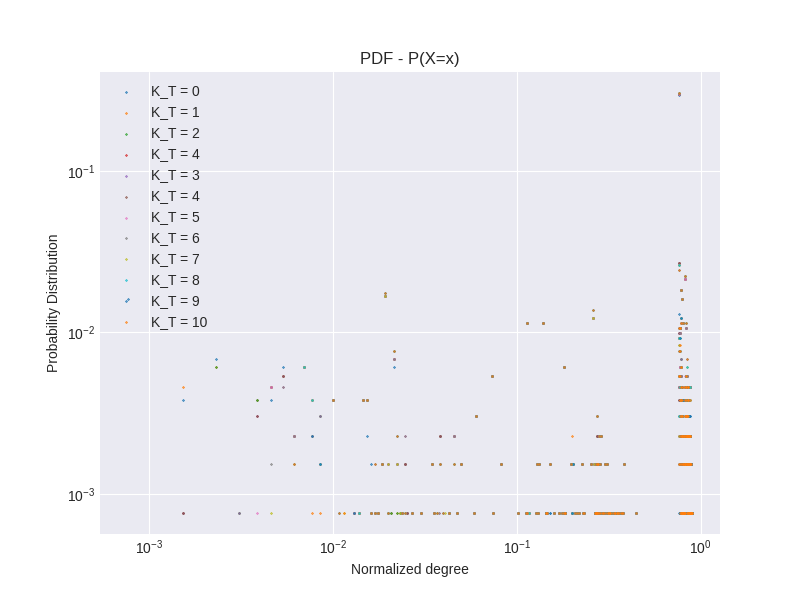 PDF - P(X=x)
K_T = 0
K_T = 1
K_T = 2
K_T = 4
K_T = 3
K_T = 4
K_T = 5
K_T = 6
K_T = 7
K_T = 8
K_T = 9
K_T = 10
Probability Distribution
10⁻¹
10⁻²
10⁻³
10⁻³ 10⁻² 10⁻¹ 10⁰
Normalized degree